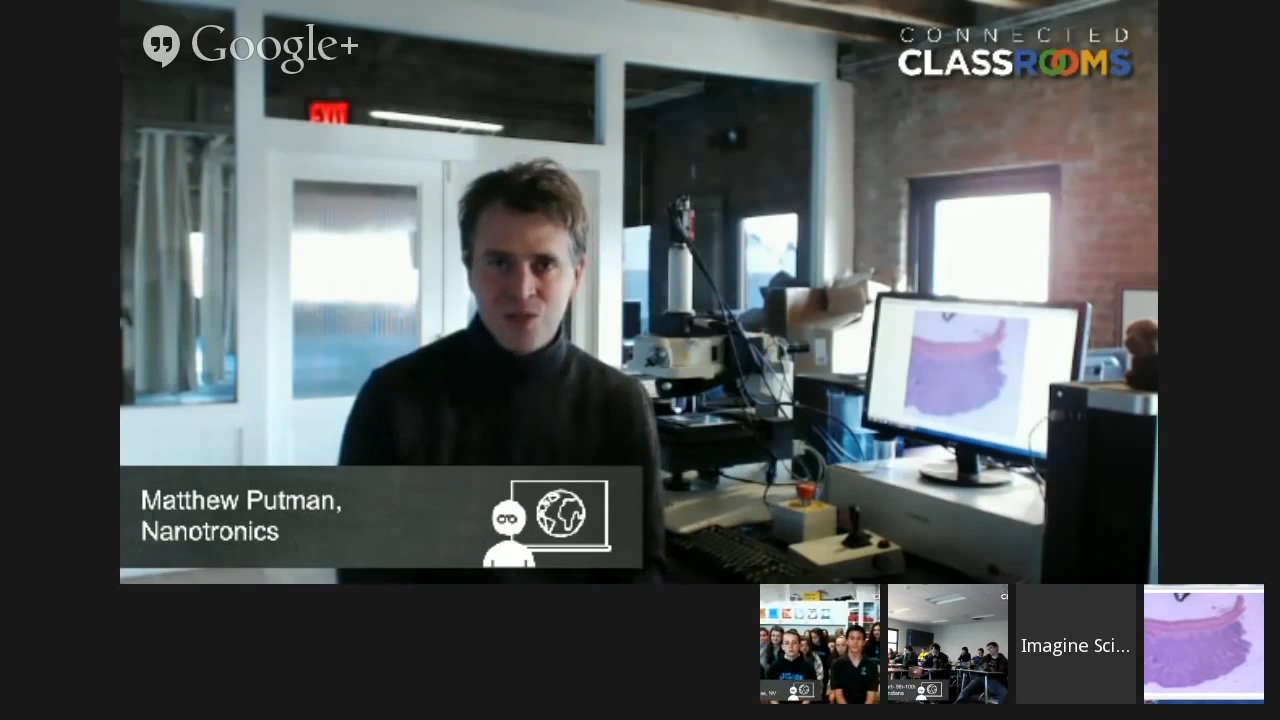 Google+
CONNECTED
CLASSROOMS
EXIT
Matthew Putman,
Nanotronics
Imagine Sci...